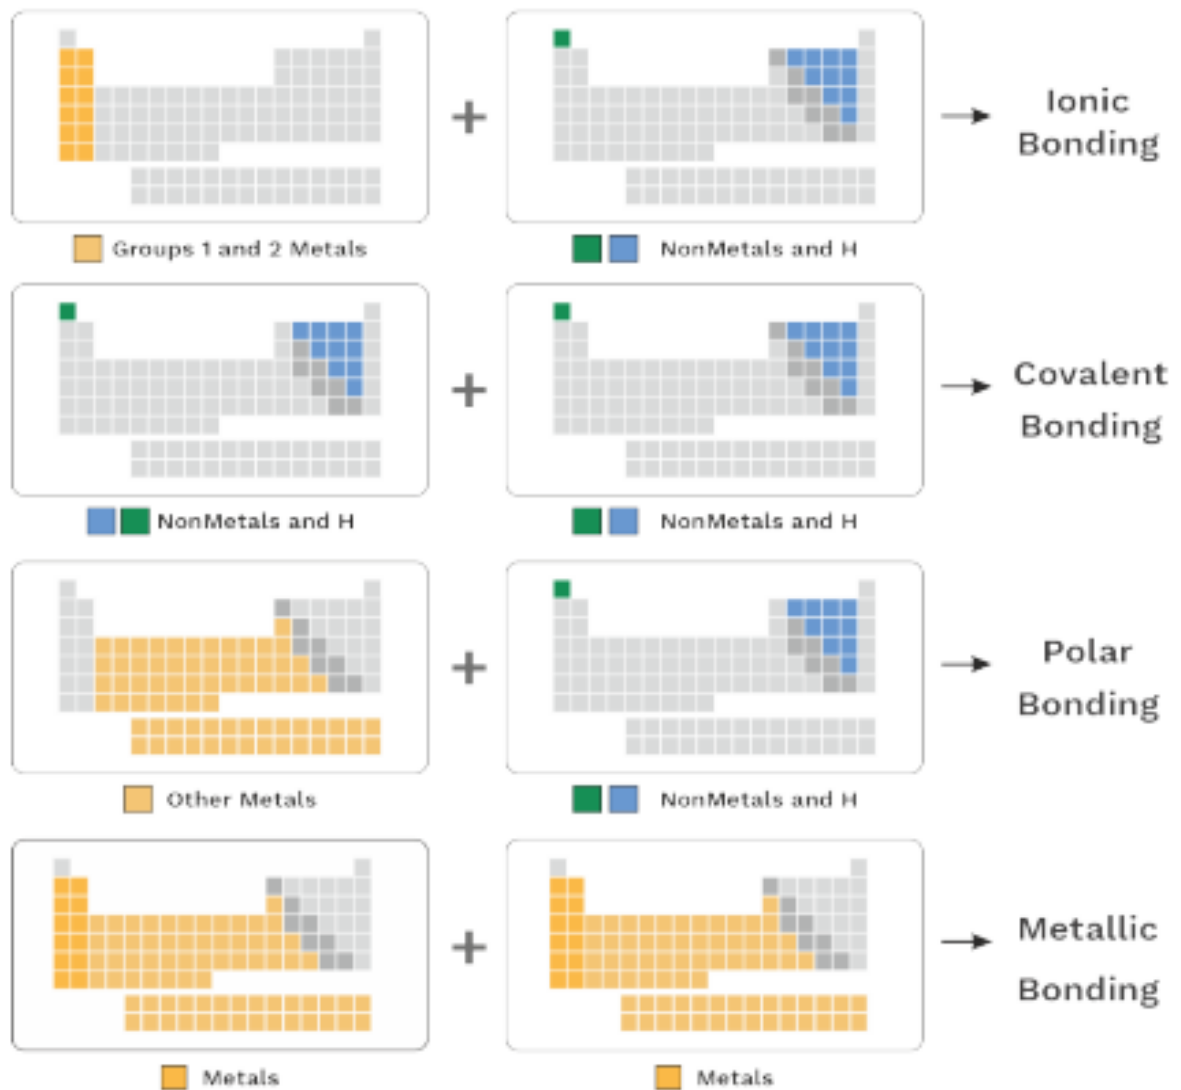 +
Ionic
Bonding
Groups 1 and 2 Metals
NonMetals and H
+
Covalent
Bonding
NonMetals and H
NonMetals and H
+
Polar
Bonding
Other Metals
NonMetals and H
+
Metallic
Bonding
Metals
Metals